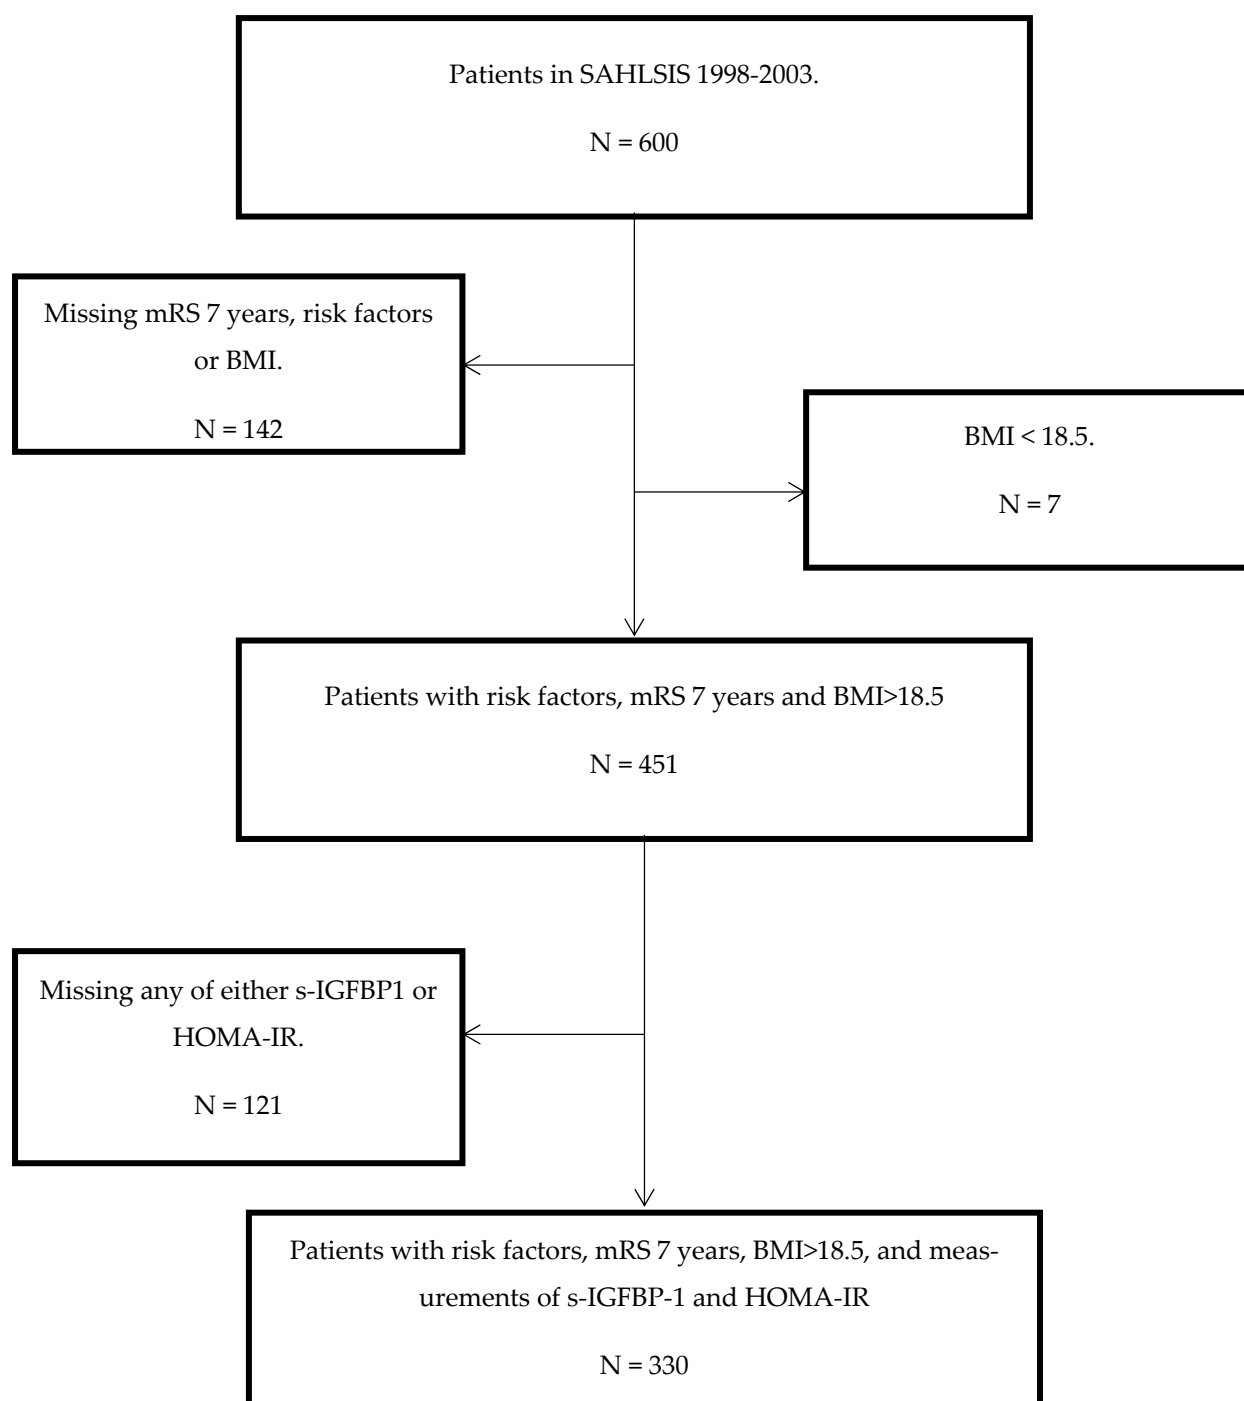 Patients in SAHLSIS 1998-2003.
N = 600
Missing mRS 7 years, risk factors
or BMI.
N = 142
BMI < 18.5.
N = 7
Patients with risk factors, mRS 7 years and BMI>18.5
N = 451
Missing any of either s-IGFBP1 or
HOMA-IR.
N = 121
Patients with risk factors, mRS 7 years, BMI>18.5, and meas-
urements of s-IGFBP-1 and HOMA-IR
N = 330